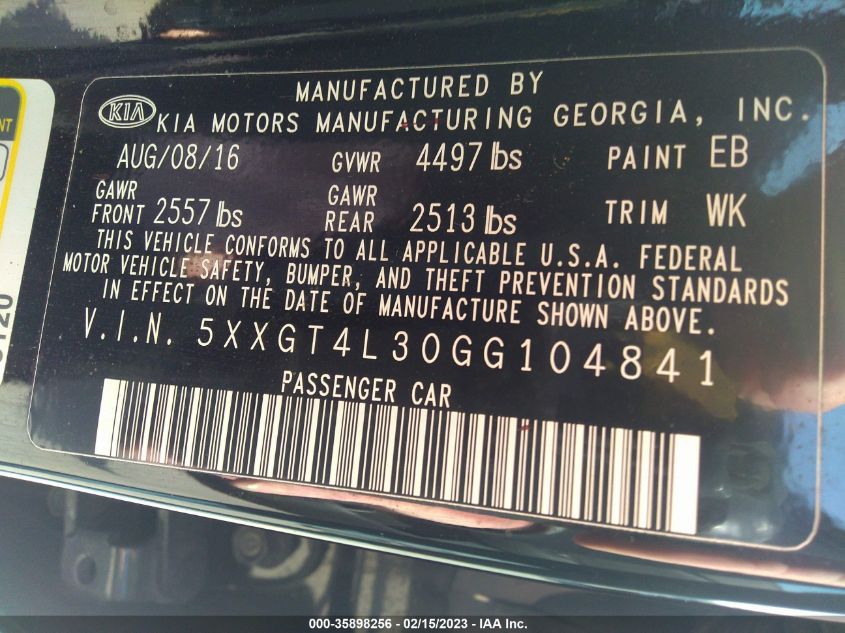 MANUFACTURED BY
KIA KIA MOTORS MANUFACTURING GEORGIA, INC.
AUG/08/16 GVWR 4497 lbs PAINT EB
GAWR GAWR
FRONT 2557 lbs REAR 2513 lbs TRIM WK
THIS VEHICLE CONFORMS TO ALL APPLICABLE U.S.A. FEDERAL
MOTOR VEHICLE SAFETY, BUMPER, AND THEFT PREVENTION STANDARDS
IN EFFECT ON THE DATE OF MANUFACTURE SHOWN ABOVE.
V.I.N. 5XXGT4L30GG104841
PASSENGER CAR
000-35898256 - 02/15/2023 - IAA Inc.